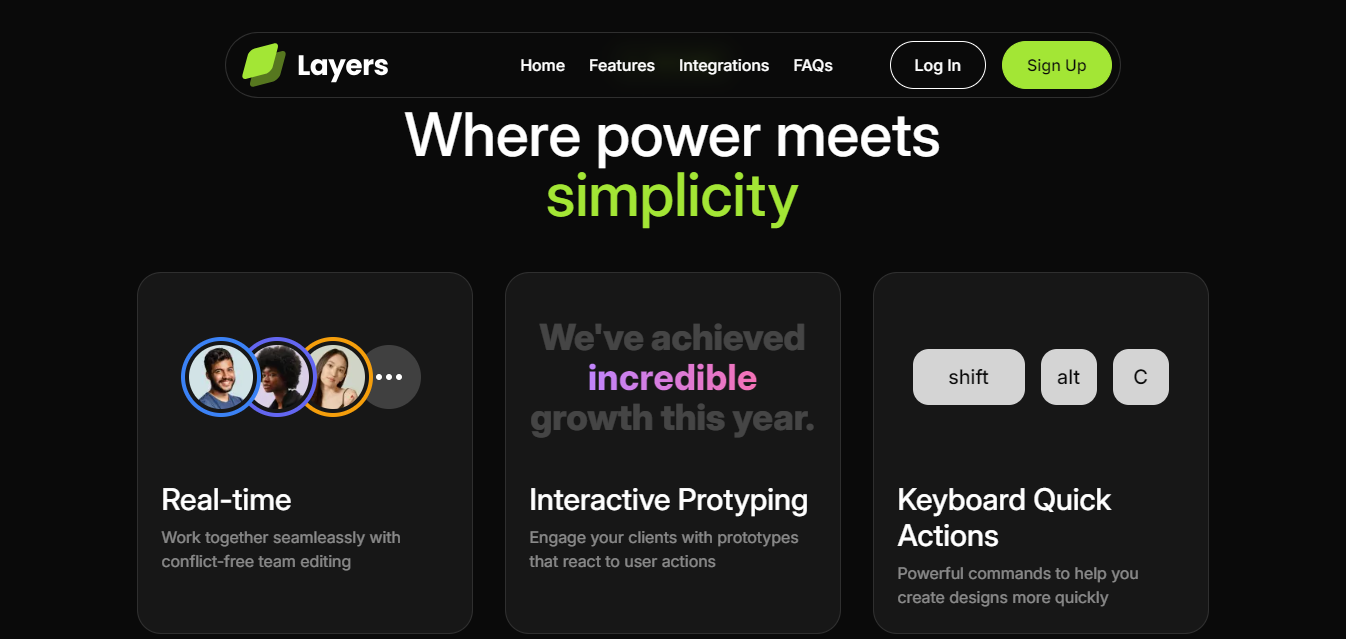 Layers
Home Features Integrations FAQs
Log In
Sign Up
Where power meets
simplicity
We've achieved
incredible
growth this year.
shift alt C
Real-time
Work together seamleassly with
conflict-free team editing
Interactive Protyping
Engage your clients with prototypes
that react to user actions
Keyboard Quick
Actions
Powerful commands to help you
create designs more quickly